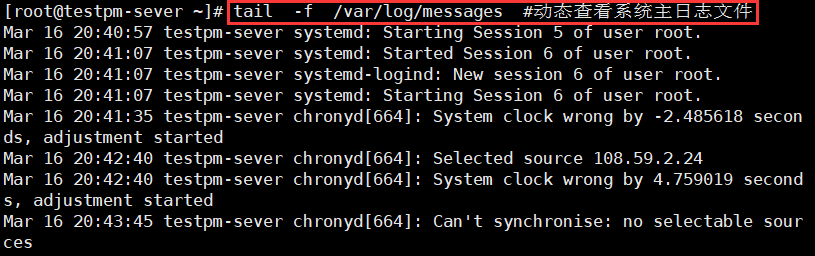 [root@testpm-sever ~]# tail  -f  /var/log/messages  #动态查看系统主日志文件
Mar 16 20:40:57 testpm-sever systemd: Starting Session 5 of user root.
Mar 16 20:41:07 testpm-sever systemd: Started Session 6 of user root.
Mar 16 20:41:07 testpm-sever systemd-logind: New session 6 of user root.
Mar 16 20:41:07 testpm-sever systemd: Starting Session 6 of user root.
Mar 16 20:41:35 testpm-sever chronyd[664]: System clock wrong by -2.485618 secon
ds, adjustment started
Mar 16 20:42:40 testpm-sever chronyd[664]: Selected source 108.59.2.24
Mar 16 20:42:40 testpm-sever chronyd[664]: System clock wrong by 4.759019 second
s, adjustment started
Mar 16 20:43:45 testpm-sever chronyd[664]: Can't synchronise: no selectable sour
ces